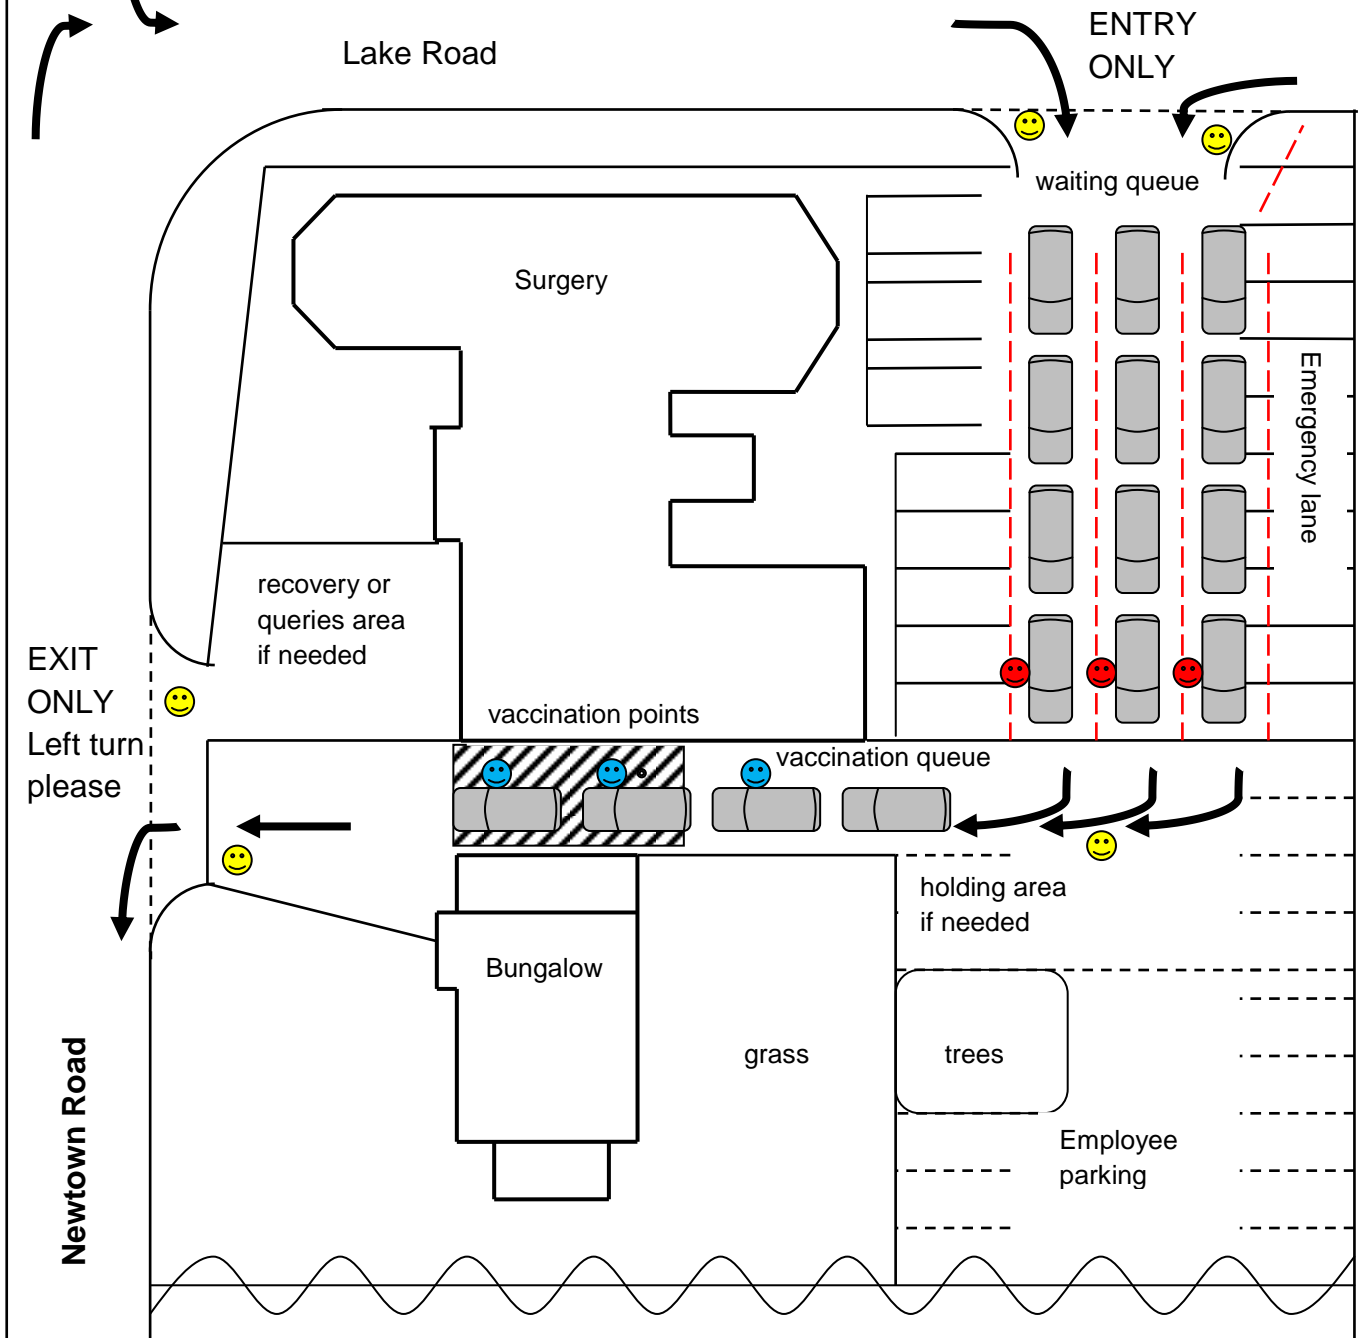 ENTRY
ONLY
Lake Road
waiting queue
Surgery
Emergency lane
recovery or
queries area
if needed
EXIT
ONLY
Left turn
please
vaccination points
vaccination queue
holding area
if needed
Bungalow
grass
trees
Newtown Road
Employee
parking